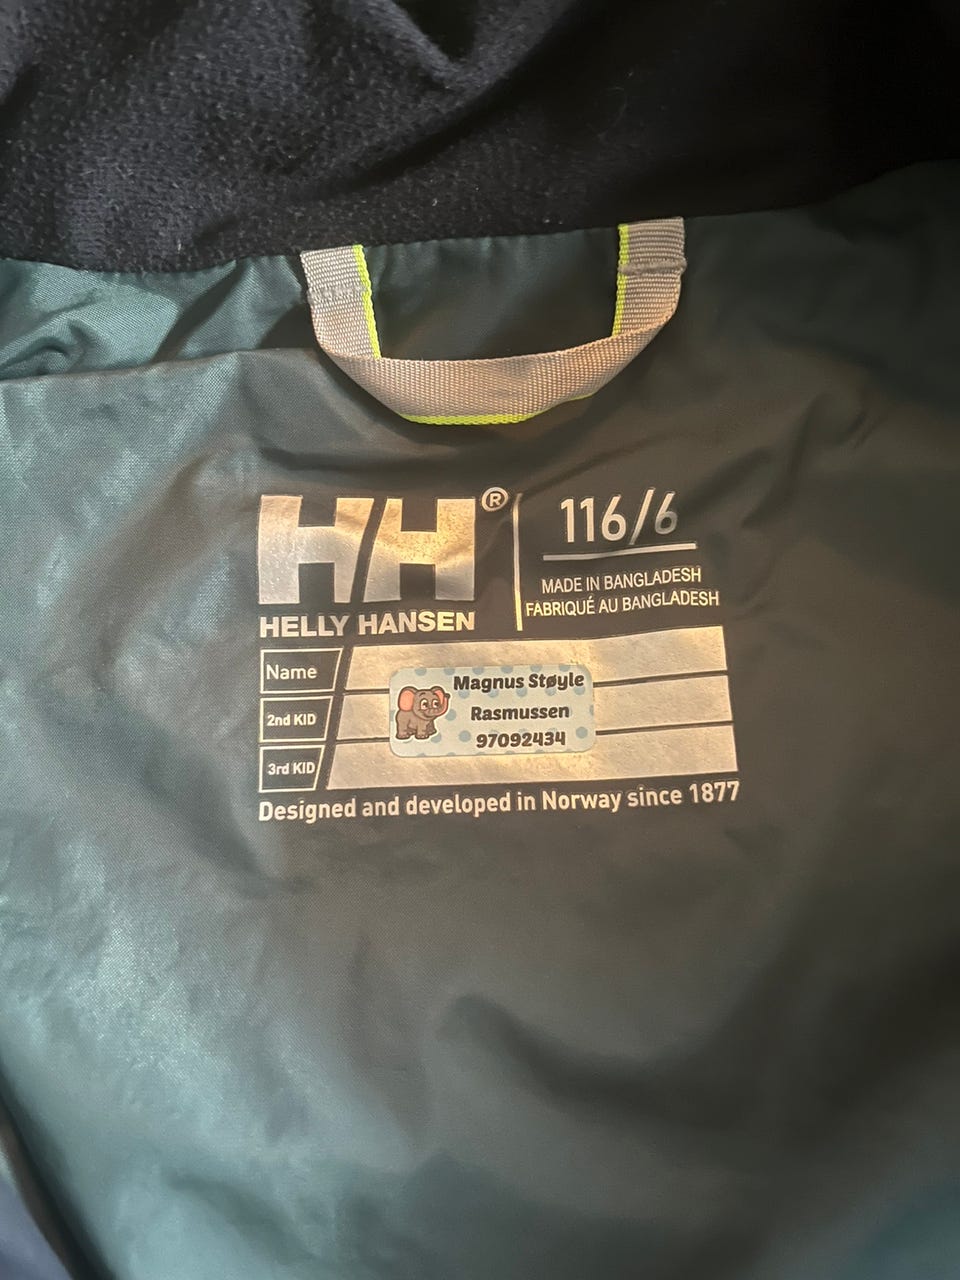 HH®
HELLY HANSEN
116/6
MADE IN BANGLADESH
FABRIQUÉ AU BANGLADESH
Name
2nd KID
3rd KID
Magnus Støyle
Rasmussen
97092434
Designed and developed in Norway since 1877